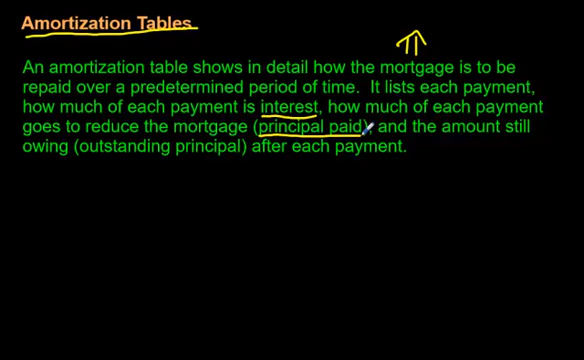 Amortization Tables
An amortization table shows in detail how the mortgage is to be
repaid over a predetermined period of time.  It lists each payment,
how much of each payment is interest, how much of each payment
goes to reduce the mortgage (principal paid), and the amount still
owing (outstanding principal) after each payment.